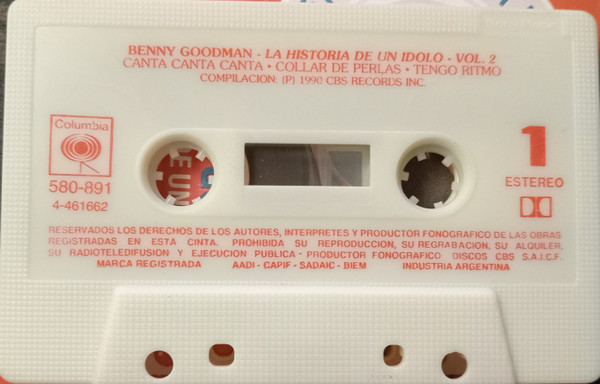 BENNY GOODMAN - LA HISTORIA DE UN IDOLO - VOL. 2
CANTA CANTA CANTA • COLLAR DE PERLAS • TENGO RITMO
COMPILACION: (P) 1990 CBS RECORDS INC.
Columbia
580-891
4-461662
1
ESTEREO
E UN
RESERVADOS LOS DERECHOS DE LOS AUTORES, INTERPRETES Y PRODUCTOR FONOGRAFICO DE LAS OBRAS
REGISTRADAS EN ESTA CINTA. PROHIBIDA SU REPRODUCCION, SU REGRABACION, SU ALQUILER,
SU RADIOTELEDIFUSION Y EJECUCION PUBLICA - PRODUCTOR FONOGRAFICO DISCOS CBS S.A.I.C.F.
MARCA REGISTRADA AADI - CAPIF - SADAIC - BIEM INDUSTRIA ARGENTINA